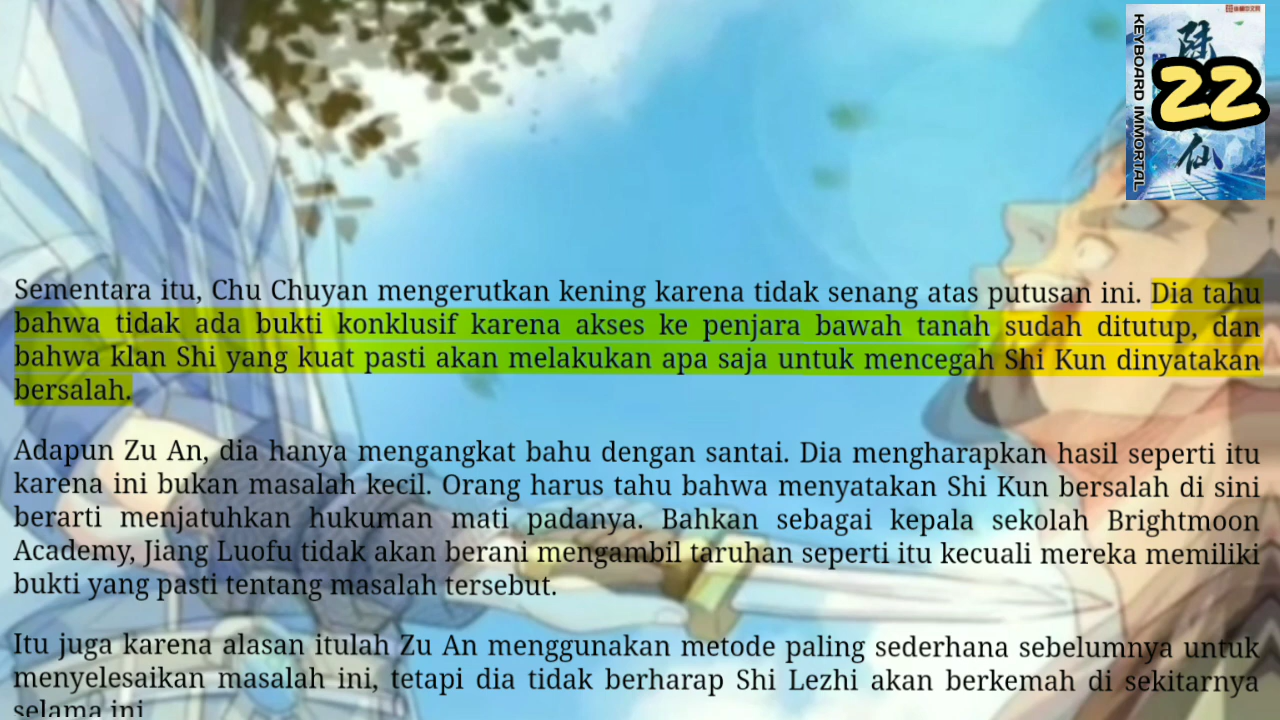 KEYBOARD IMMORTAL
陆
22
仙
Sementara itu, Chu Chuyan mengerutkan kening karena tidak senang atas putusan ini. Dia tahu
bahwa tidak ada bukti konklusif karena akses ke penjara bawah tanah sudah ditutup, dan
bahwa klan Shi yang kuat pasti akan melakukan apa saja untuk mencegah Shi Kun dinyatakan
bersalah.
Adapun Zu An, dia hanya mengangkat bahu dengan santai. Dia mengharapkan hasil seperti itu
karena ini bukan masalah kecil. Orang harus tahu bahwa menyatakan Shi Kun bersalah di sini
berarti menjatuhkan hukuman mati padanya. Bahkan sebagai kepala sekolah Brightmoon
Academy, Jiang Luofu tidak akan berani mengambil taruhan seperti itu kecuali mereka memiliki
bukti yang pasti tentang masalah tersebut.
Itu juga karena alasan itulah Zu An menggunakan metode paling sederhana sebelumnya untuk
menyelesaikan masalah ini, tetapi dia tidak berharap Shi Lezhi akan berkemah di sekitarnya
selama ini